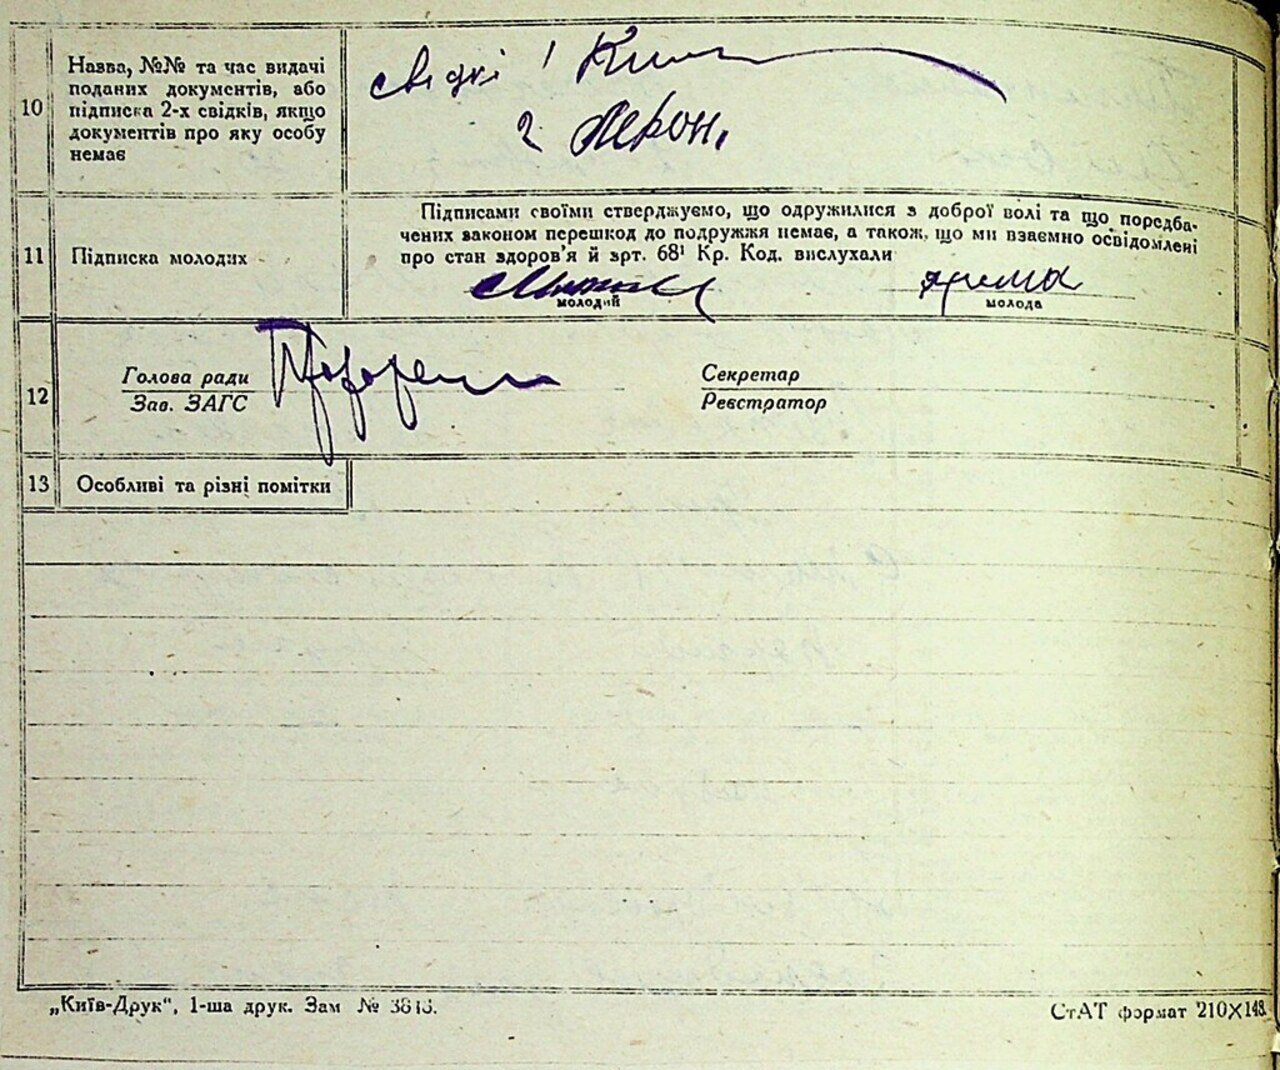 10
Назва, №№ та час видачі
поданих документів, або
підписка 2-х свідків, якщо
документів про яку особу
немає
свідкі 1
2
11
Підписка молодих
Підписами своїми стверджуємо, що одружилися з доброї волі та що передба-
чених законом перешкод до подружжя немає, а також, що ми взаємно освідомлені
про стан здоров'я й арт. 68¹ Кр. Код. вислухали
молодий
молода
12
Голова ради
Зав. ЗАГС
Секретар
Реєстратор
13
Особливі та різні помітки
„Київ-Друк“, 1-ша друк. Зам №
СтАТ формат 210X148.